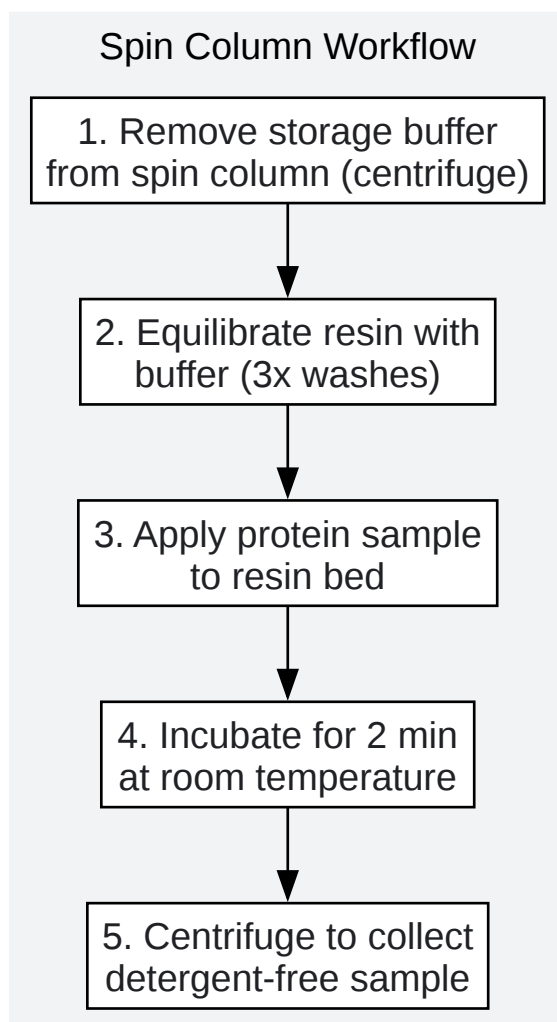 Spin Column Workflow
1. Remove storage buffer
from spin column (centrifuge)
2. Equilibrate resin with
buffer (3x washes)
3. Apply protein sample
to resin bed
4. Incubate for 2 min
at room temperature
5. Centrifuge to collect
detergent-free sample